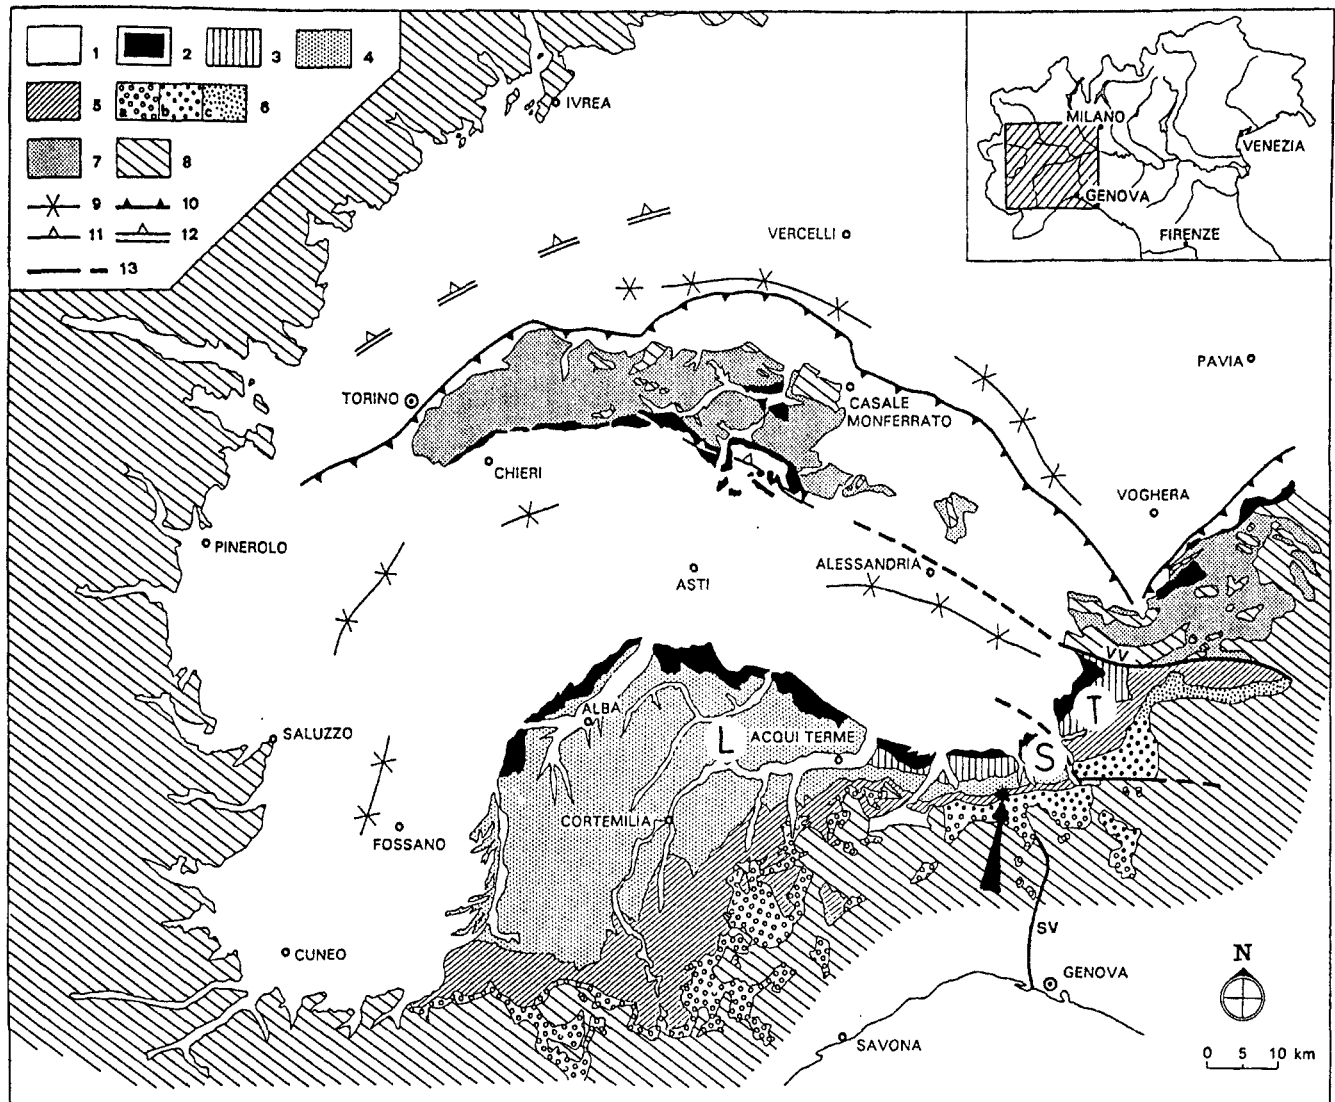 1 2 3 4
5 a b c 6
7 8
9 10
11 12
13
IVREA
MILANO
VENEZIA
GENOVA
FIRENZE
VERCELLI
PAVIA
TORINO
CASALE
MONFERRATO
CHIERI
VOGHERA
PINEROLO
ALESSANDRIA
ASTI
VV
ALBA
L
ACQUI TERME
T
S
SALUZZO
CORTEMILIA
FOSSANO
SV
CUNEO
N
GENOVA
SAVONA
0 5 10 km